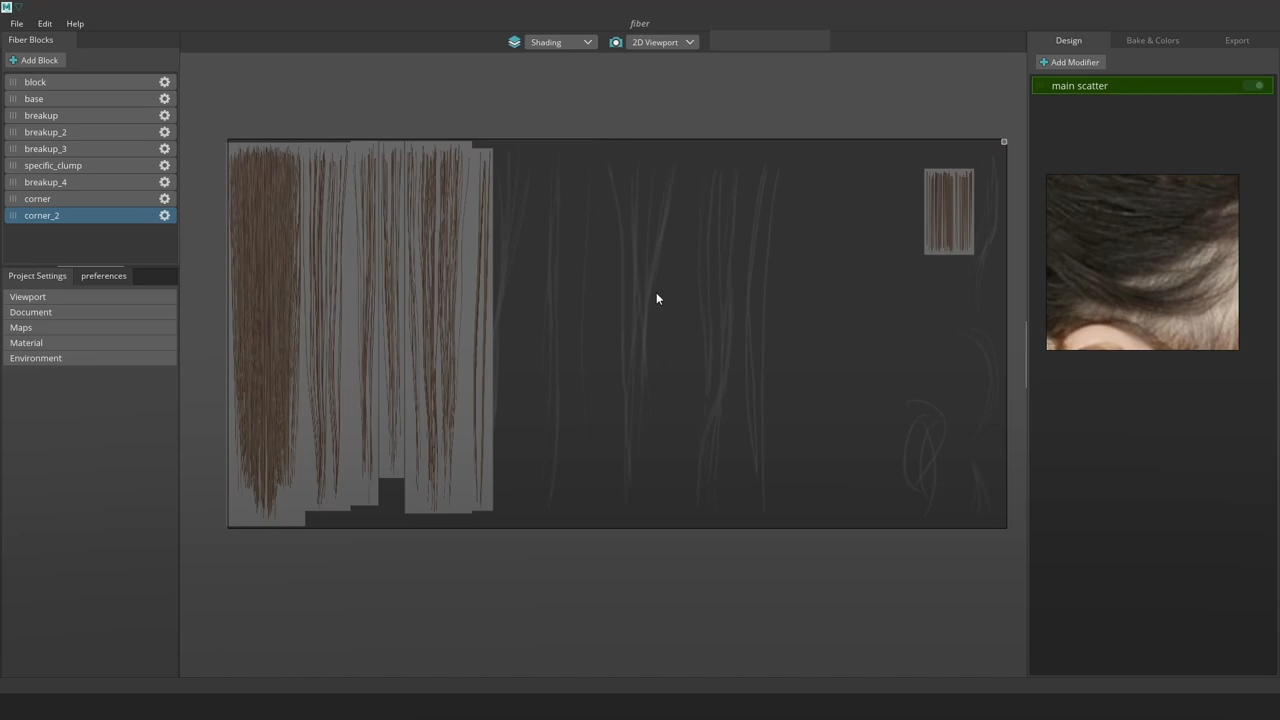 File Edit Help
fiber
Fiber Blocks
Shading
2D Viewport
Design
Bake & Colors
Export
Add Block
Add Modifier
block
main scatter
base
breakup
breakup_2
breakup_3
specific_clump
breakup_4
corner
corner_2
Project Settings
preferences
Viewport
Document
Maps
Material
Environment